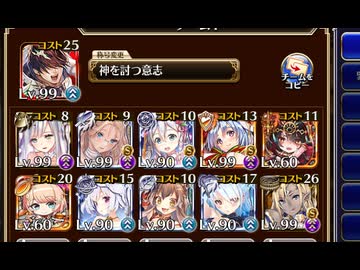 コスト25
称号変更
神を討つ意志
チームを
コピー
Lv.99
コスト 8
コスト 9
コスト10
コスト13
コスト11
Lv.99
Lv.99 S
Lv.90 S
Lv.99 S
Lv.60
コスト20
コスト15
コスト10
コスト17
コスト26
Lv.60
Lv.90
Lv.90
Lv.90
Lv.99 S